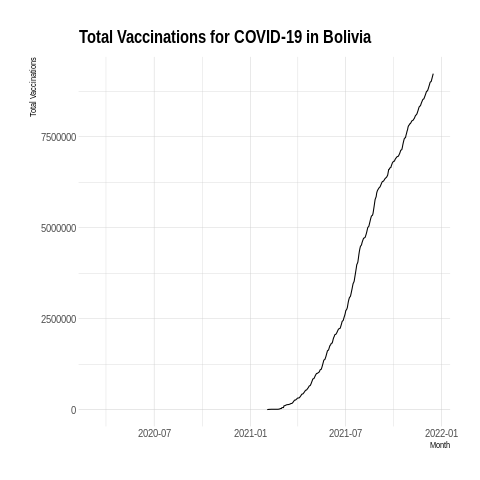 Total Vaccinations for COVID-19 in Bolivia
Total Vaccinations
7500000
5000000
2500000
0
2020-07 2021-01 2021-07 2022-01
Month